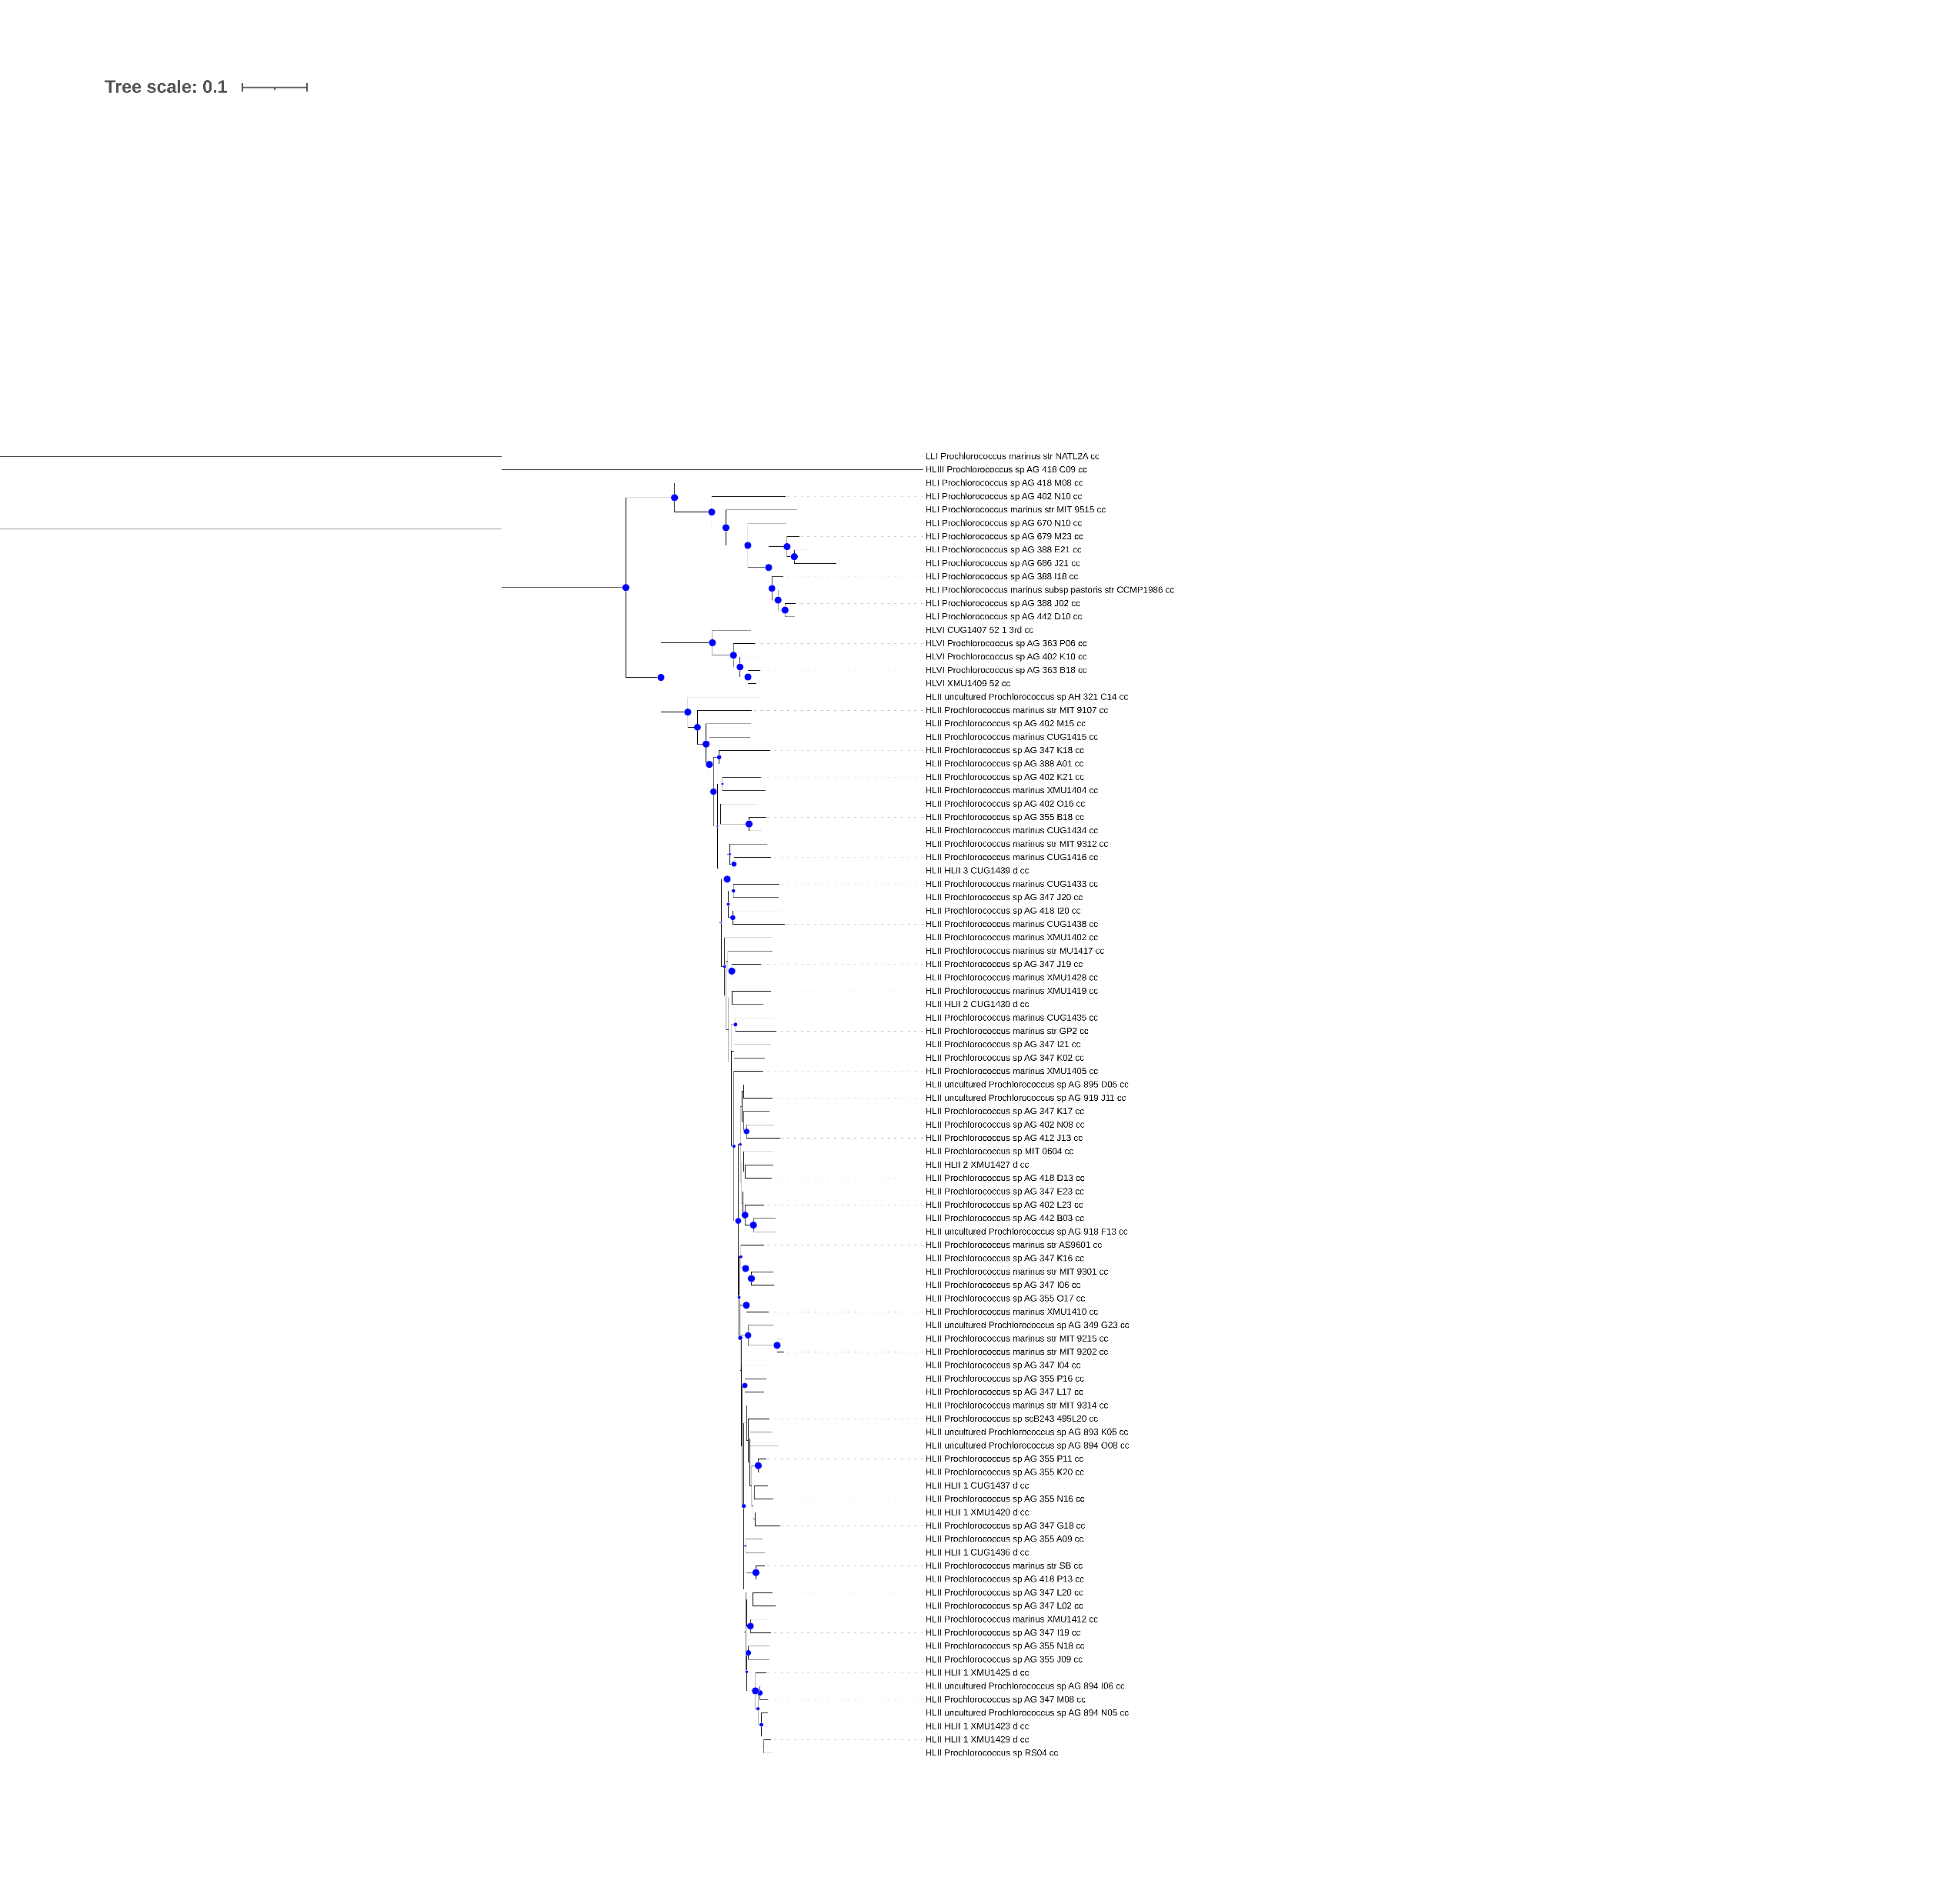 Tree scale: 0.1
LLI Prochlorococcus marinus str NATL2A cc
HLIII Prochlorococcus sp AG 418 C09 cc
HLI Prochlorococcus sp AG 418 M08 cc
HLI Prochlorococcus sp AG 402 N10 cc
HLI Prochlorococcus marinus str MIT 9515 cc
HLI Prochlorococcus sp AG 670 N10 cc
HLI Prochlorococcus sp AG 679 M23 cc
HLI Prochlorococcus sp AG 388 E21 cc
HLI Prochlorococcus sp AG 686 J21 cc
HLI Prochlorococcus sp AG 388 I18 cc
HLI Prochlorococcus marinus subsp pastoris str CCMP1986 cc
HLI Prochlorococcus sp AG 388 J02 cc
HLI Prochlorococcus sp AG 442 D10 cc
HLVI CUG1407 52 1 3rd cc
HLVI Prochlorococcus sp AG 363 P06 cc
HLVI Prochlorococcus sp AG 402 K10 cc
HLVI Prochlorococcus sp AG 363 B18 cc
HLVI XMU1409 52 cc
HLII uncultured Prochlorococcus sp AH 321 C14 cc
HLII Prochlorococcus marinus str MIT 9107 cc
HLII Prochlorococcus sp AG 402 M15 cc
HLII Prochlorococcus marinus CUG1415 cc
HLII Prochlorococcus sp AG 347 K18 cc
HLII Prochlorococcus sp AG 388 A01 cc
HLII Prochlorococcus sp AG 402 K21 cc
HLII Prochlorococcus marinus XMU1404 cc
HLII Prochlorococcus sp AG 402 O16 cc
HLII Prochlorococcus sp AG 355 B18 cc
HLII Prochlorococcus marinus CUG1434 cc
HLII Prochlorococcus marinus str MIT 9312 cc
HLII Prochlorococcus marinus CUG1416 cc
HLII HLII 3 CUG1439 d cc
HLII Prochlorococcus marinus CUG1433 cc
HLII Prochlorococcus sp AG 347 J20 cc
HLII Prochlorococcus sp AG 418 I20 cc
HLII Prochlorococcus marinus CUG1438 cc
HLII Prochlorococcus marinus XMU1402 cc
HLII Prochlorococcus marinus str MU1417 cc
HLII Prochlorococcus sp AG 347 J19 cc
HLII Prochlorococcus marinus XMU1428 cc
HLII Prochlorococcus marinus XMU1419 cc
HLII HLII 2 CUG1430 d cc
HLII Prochlorococcus marinus CUG1435 cc
HLII Prochlorococcus marinus str GP2 cc
HLII Prochlorococcus sp AG 347 I21 cc
HLII Prochlorococcus sp AG 347 K02 cc
HLII Prochlorococcus marinus XMU1405 cc
HLII uncultured Prochlorococcus sp AG 895 D05 cc
HLII uncultured Prochlorococcus sp AG 919 J11 cc
HLII Prochlorococcus sp AG 347 K17 cc
HLII Prochlorococcus sp AG 402 N08 cc
HLII Prochlorococcus sp AG 412 J13 cc
HLII Prochlorococcus sp MIT 0604 cc
HLII HLII 2 XMU1427 d cc
HLII Prochlorococcus sp AG 418 D13 cc
HLII Prochlorococcus sp AG 347 E23 cc
HLII Prochlorococcus sp AG 402 L23 cc
HLII Prochlorococcus sp AG 442 B03 cc
HLII uncultured Prochlorococcus sp AG 918 F13 cc
HLII Prochlorococcus marinus str AS9601 cc
HLII Prochlorococcus sp AG 347 K16 cc
HLII Prochlorococcus marinus str MIT 9301 cc
HLII Prochlorococcus sp AG 347 I06 cc
HLII Prochlorococcus sp AG 355 O17 cc
HLII Prochlorococcus marinus XMU1410 cc
HLII uncultured Prochlorococcus sp AG 349 G23 cc
HLII Prochlorococcus marinus str MIT 9215 cc
HLII Prochlorococcus marinus str MIT 9202 cc
HLII Prochlorococcus sp AG 347 I04 cc
HLII Prochlorococcus sp AG 355 P16 cc
HLII Prochlorococcus sp AG 347 L17 cc
HLII Prochlorococcus marinus str MIT 9314 cc
HLII Prochlorococcus sp scB243 495L20 cc
HLII uncultured Prochlorococcus sp AG 893 K05 cc
HLII uncultured Prochlorococcus sp AG 894 O08 cc
HLII Prochlorococcus sp AG 355 P11 cc
HLII Prochlorococcus sp AG 355 K20 cc
HLII HLII 1 CUG1437 d cc
HLII Prochlorococcus sp AG 355 N16 cc
HLII HLII 1 XMU1420 d cc
HLII Prochlorococcus sp AG 347 G18 cc
HLII Prochlorococcus sp AG 355 A09 cc
HLII HLII 1 CUG1436 d cc
HLII Prochlorococcus marinus str SB cc
HLII Prochlorococcus sp AG 418 P13 cc
HLII Prochlorococcus sp AG 347 L20 cc
HLII Prochlorococcus sp AG 347 L02 cc
HLII Prochlorococcus marinus XMU1412 cc
HLII Prochlorococcus sp AG 347 I19 cc
HLII Prochlorococcus sp AG 355 N18 cc
HLII Prochlorococcus sp AG 355 J09 cc
HLII HLII 1 XMU1425 d cc
HLII uncultured Prochlorococcus sp AG 894 I06 cc
HLII Prochlorococcus sp AG 347 M08 cc
HLII uncultured Prochlorococcus sp AG 894 N05 cc
HLII HLII 1 XMU1423 d cc
HLII HLII 1 XMU1429 d cc
HLII Prochlorococcus sp RS04 cc